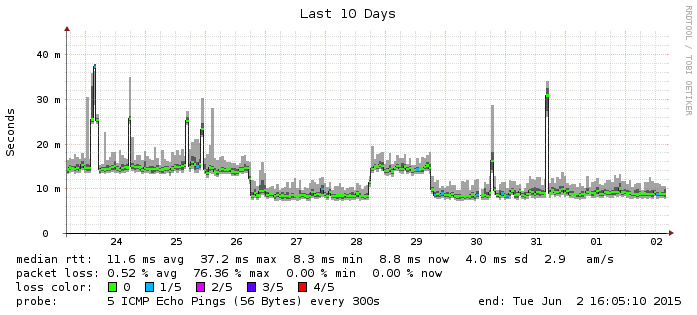 Last 10 Days
RRDTOOL / TOBI OETIKER
Seconds
40 m
30 m
20 m
10 m
0
24 25 26 27 28 29 30 31 01 02
median rtt: 11.6 ms avg 37.2 ms max 8.3 ms min 8.8 ms now 4.0 ms sd 2.9 am/s
packet loss: 0.52 % avg 76.36 % max 0.00 % min 0.00 % now
loss color: 0 1/5 2/5 3/5 4/5
probe: 5 ICMP Echo Pings (56 Bytes) every 300s end: Tue Jun 2 16:05:10 2015